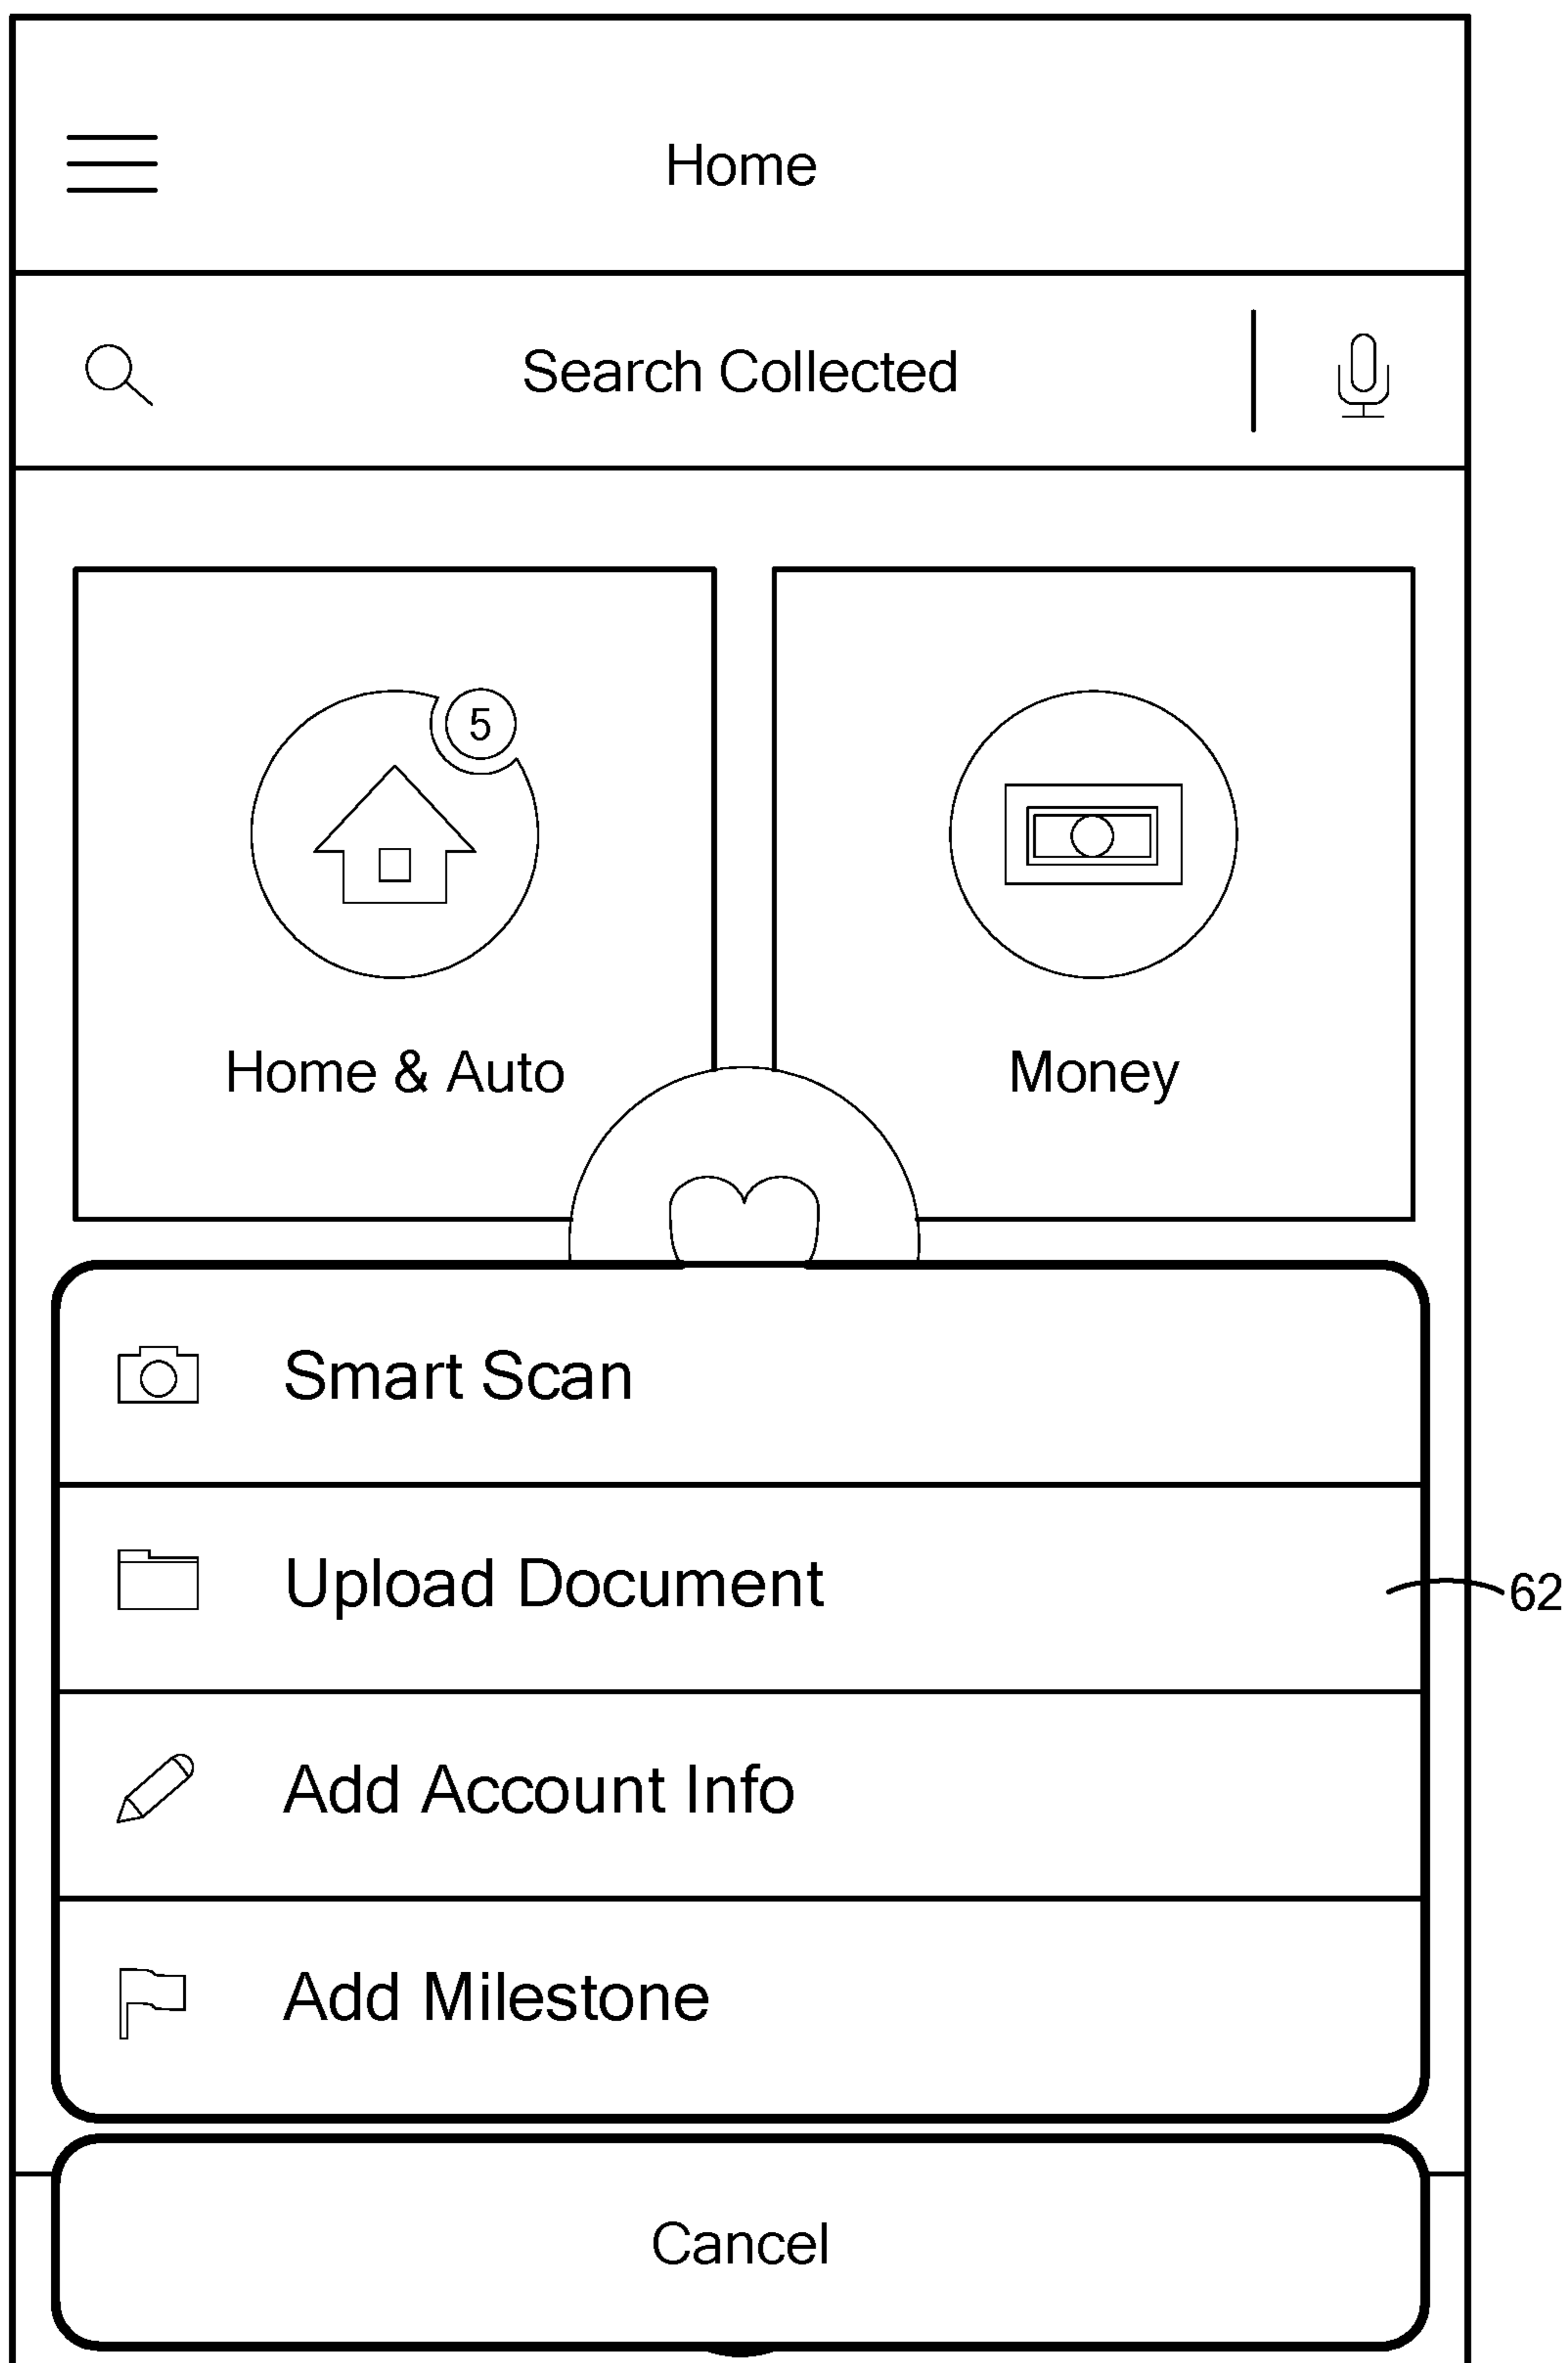 Home
Search Collected
5
Home & Auto
Money
Smart Scan
Upload Document
62
Add Account Info
Add Milestone
Cancel